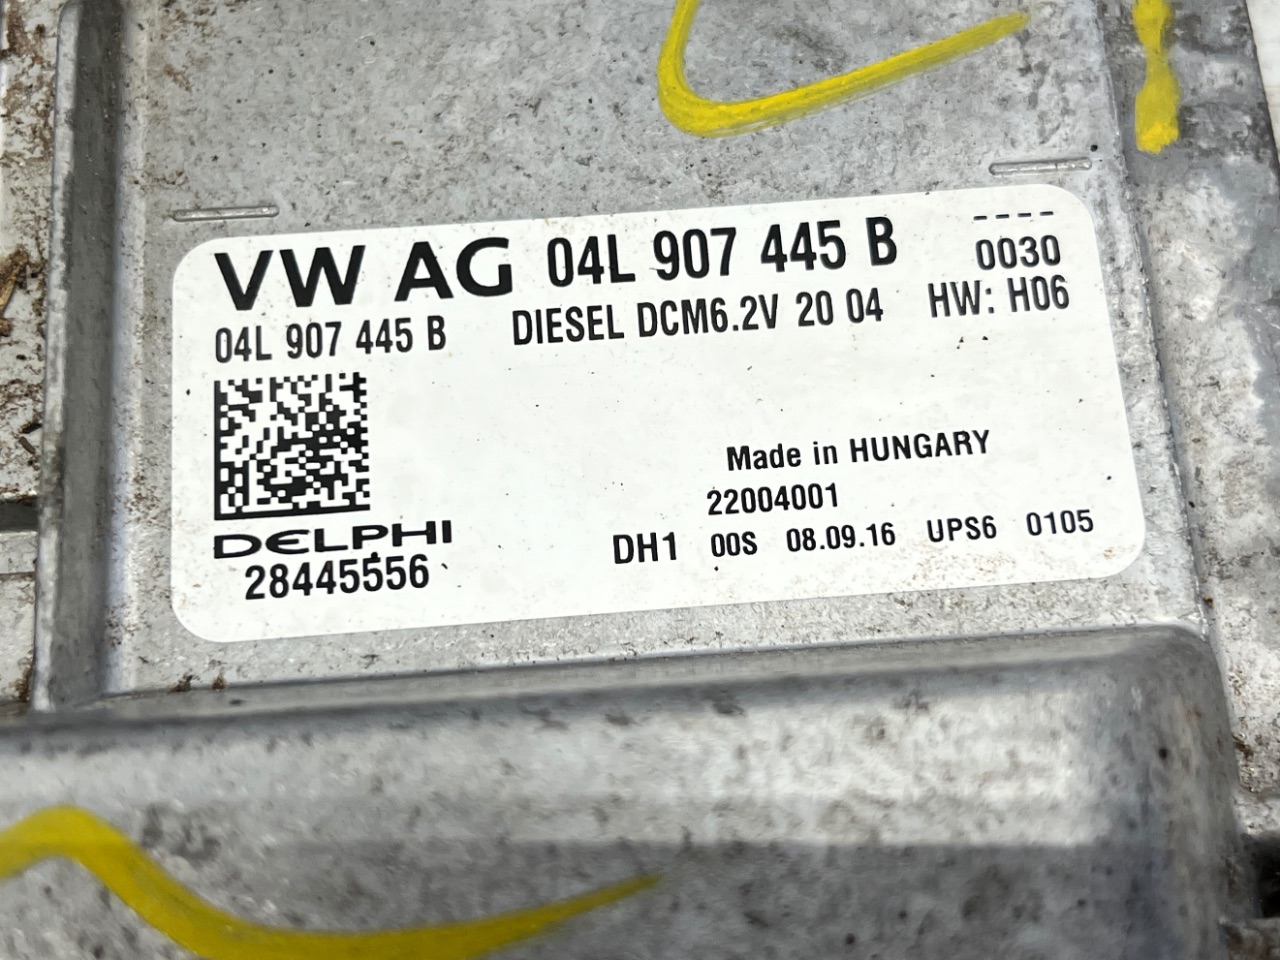 VW AG 04L 907 445 B ----
0030
04L 907 445 B DIESEL DCM6.2V 20 04 HW: H06
Made in HUNGARY
22004001
DELPHI
28445556
DH1 00S 08.09.16 UPS6 0105